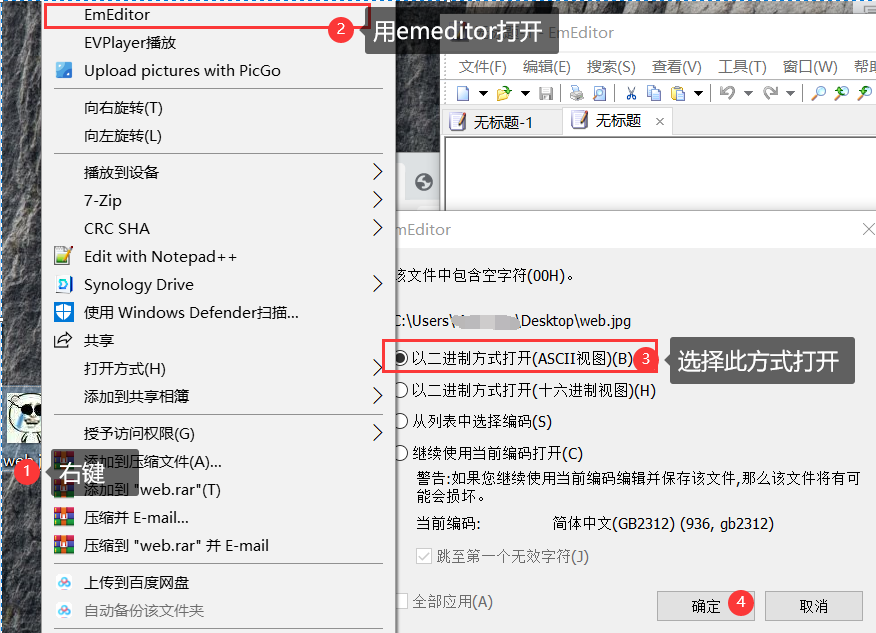 EmEditor
2
用emeditor打开
EVPlayer播放
Upload pictures with PicGo
向右旋转(T)
向左旋转(L)
播放到设备
7-Zip
CRC SHA
Edit with Notepad++
Synology Drive
使用 Windows Defender扫描...
共享
打开方式(H)
添加到共享相簿
授予访问权限(G)
1
右键
添加到压缩文件(A)...
添加到 "web.rar"(T)
压缩并 E-mail...
压缩到 "web.rar" 并 E-mail
上传到百度网盘
自动备份该文件夹
EmEditor
文件(F) 编辑(E) 搜索(S) 查看(V) 工具(T) 窗口(W) 帮助
无标题-1
无标题
mEditor
该文件中包含空字符(00H)。
C:\Users\ \Desktop\web.jpg
以二进制方式打开(ASCII视图)(B)
3
选择此方式打开
以二进制方式打开(十六进制视图)(H)
从列表中选择编码(S)
继续使用当前编码打开(C)
警告:如果您继续使用当前编码编辑并保存该文件,那么该文件将有可
能会损坏。
当前编码: 简体中文(GB2312) (936, gb2312)
跳至第一个无效字符(J)
全部应用(A)
确定
4
取消